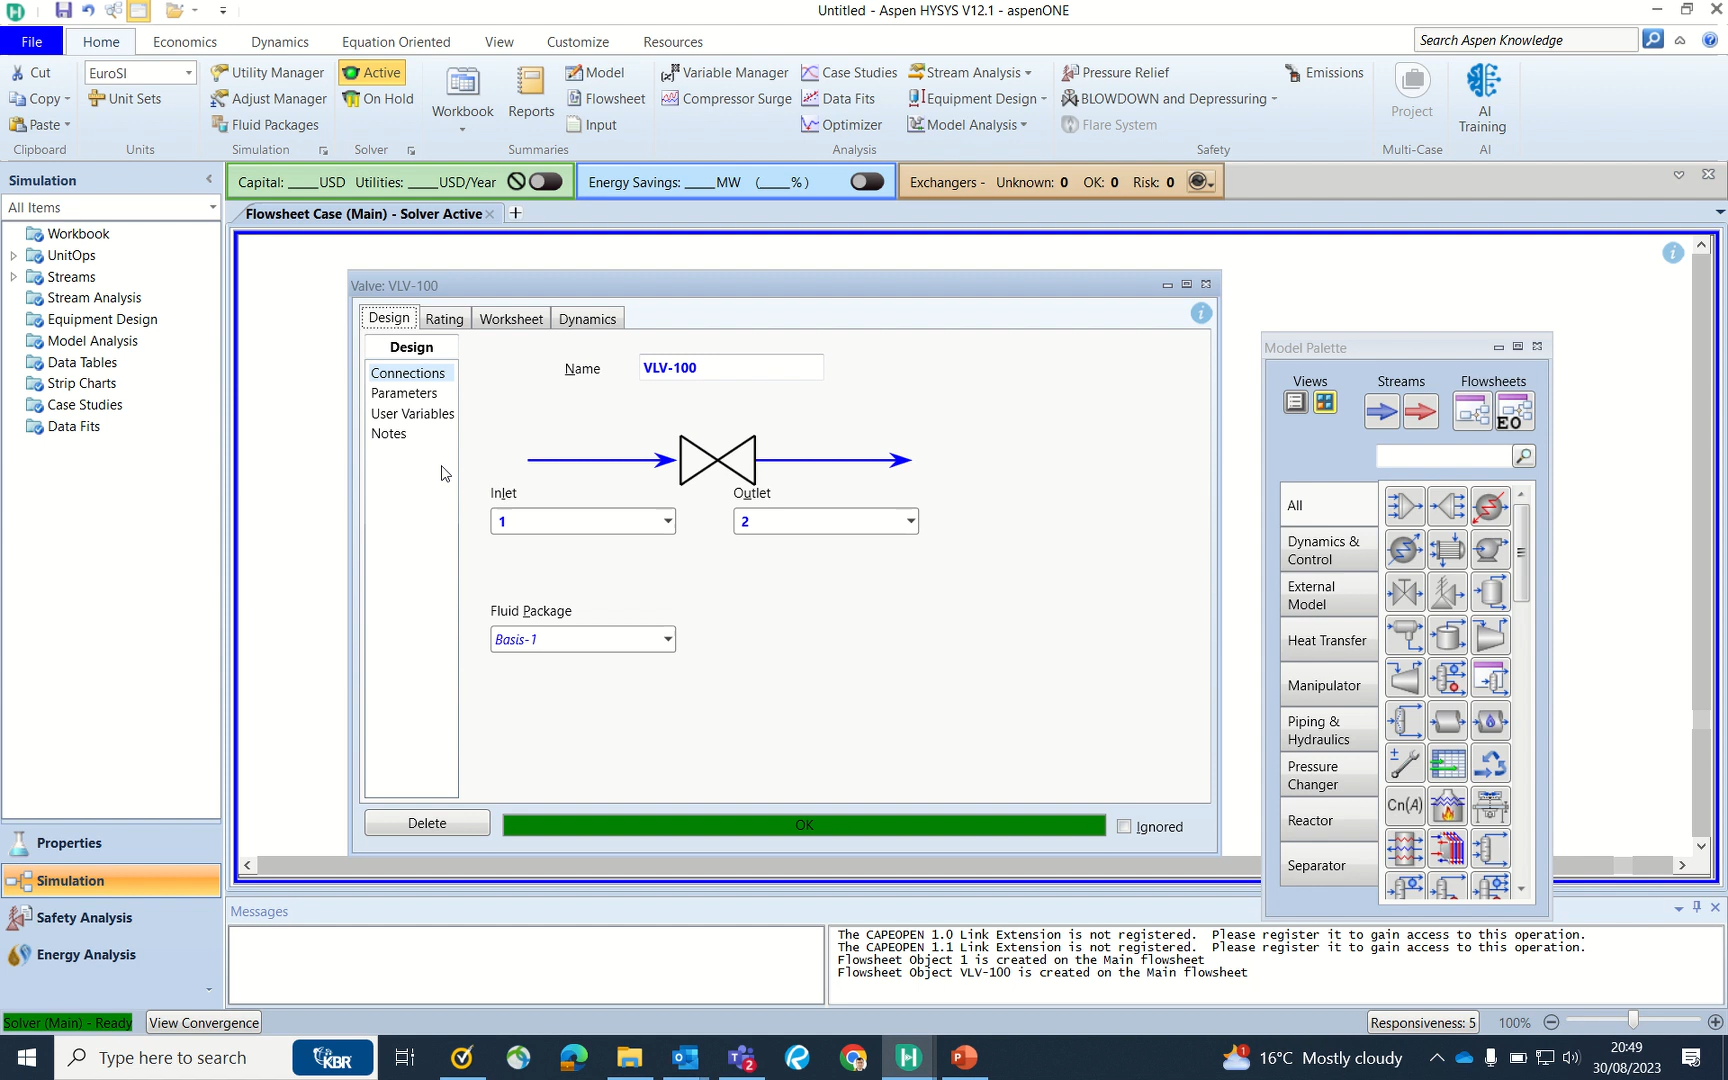 Untitled - Aspen HYSYS V12.1 - aspenONE
File Home Economics Dynamics Equation Oriented View Customize Resources Search Aspen Knowledge
Cut EuroSI Utility Manager Active Model Variable Manager Case Studies Stream Analysis Pressure Relief Emissions
Copy Unit Sets Adjust Manager On Hold Workbook Reports Flowsheet Compressor Surge Data Fits Equipment Design BLOWDOWN and Depressuring Project AI Training
Paste Fluid Packages Input Optimizer Model Analysis Flare System
Clipboard Units Simulation Solver Summaries Analysis Safety Multi-Case AI
Simulation
Capital: ____USD Utilities: ____USD/Year Energy Savings: ____MW (____%) Exchangers - Unknown: 0 OK: 0 Risk: 0
All Items
Flowsheet Case (Main) - Solver Active
Workbook
UnitOps
Streams
Stream Analysis
Equipment Design
Model Analysis
Data Tables
Strip Charts
Case Studies
Data Fits
Properties
Simulation
Safety Analysis
Energy Analysis
Valve: VLV-100
Design Rating Worksheet Dynamics
Design
Connections
Parameters
User Variables
Notes
Name VLV-100
Inlet Outlet
1 2
Fluid Package
Basis-1
Delete OK Ignored
Model Palette
Views Streams Flowsheets
EO
All
Dynamics & Control
External Model
Heat Transfer
Manipulator
Piping & Hydraulics
Pressure Changer
Cn(A)
Reactor
Separator
Messages
The CAPEOPEN 1.0 Link Extension is not registered. Please register it to gain access to this operation.
The CAPEOPEN 1.1 Link Extension is not registered. Please register it to gain access to this operation.
Flowsheet Object 1 is created on the Main flowsheet
Flowsheet Object VLV-100 is created on the Main flowsheet
Solver (Main) - Ready View Convergence Responsiveness: 5 100%
Type here to search KBR 2 1 16°C Mostly cloudy 20:49
30/08/2023